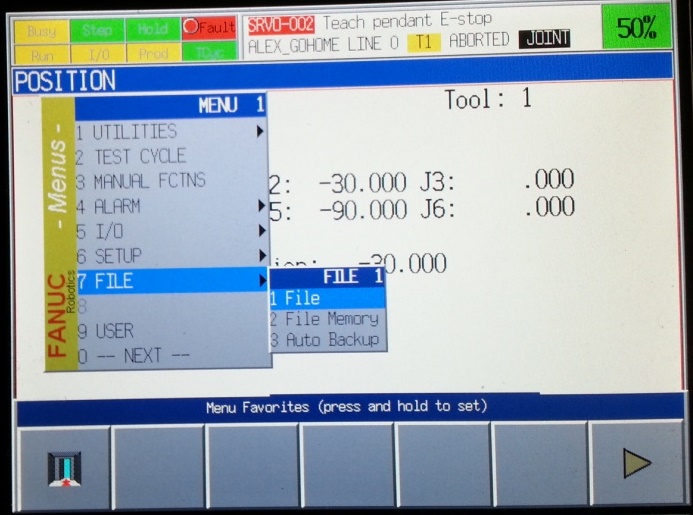 Busy Step Hold Fault SRVO-002 Teach pendant E-stop
Run I/O Prod TCyc ALEX_GOHOME LINE 0 T1 ABORTED JOINT 50%
POSITION
MENU 1 Tool: 1
- Menus -
1 UTILITIES
2 TEST CYCLE
3 MANUAL FCTNS 2: -30.000 J3: .000
4 ALARM 5: -90.000 J6: .000
5 I/O
6 SETUP -30.000
7 FILE FILE 1
8 1 File
9 USER 2 File Memory
0 -- NEXT -- 3 Auto Backup
FANUC
Robotics
Menu Favorites (press and hold to set)